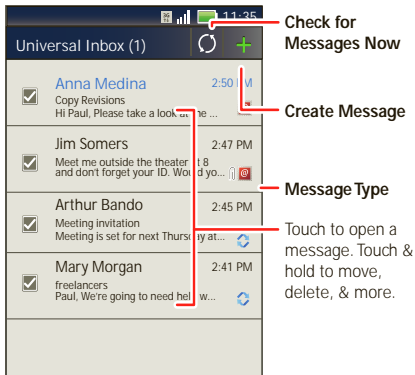 11:35
Universal Inbox (1)
Anna Medina 2:50 PM
Copy Revisions
Hi Paul, Please take a look at the ...
Jim Somers 2:47 PM
Meet me outside the theater at 8
and don't forget your ID. Would yo... @
Arthur Bando 2:45 PM
Meeting invitation
Meeting is set for next Thursday at...
Mary Morgan 2:41 PM
freelancers
Paul, We're going to need help w...
Check for
Messages Now
Create Message
Message Type
Touch to open a
message. Touch &
hold to move,
delete, & more.